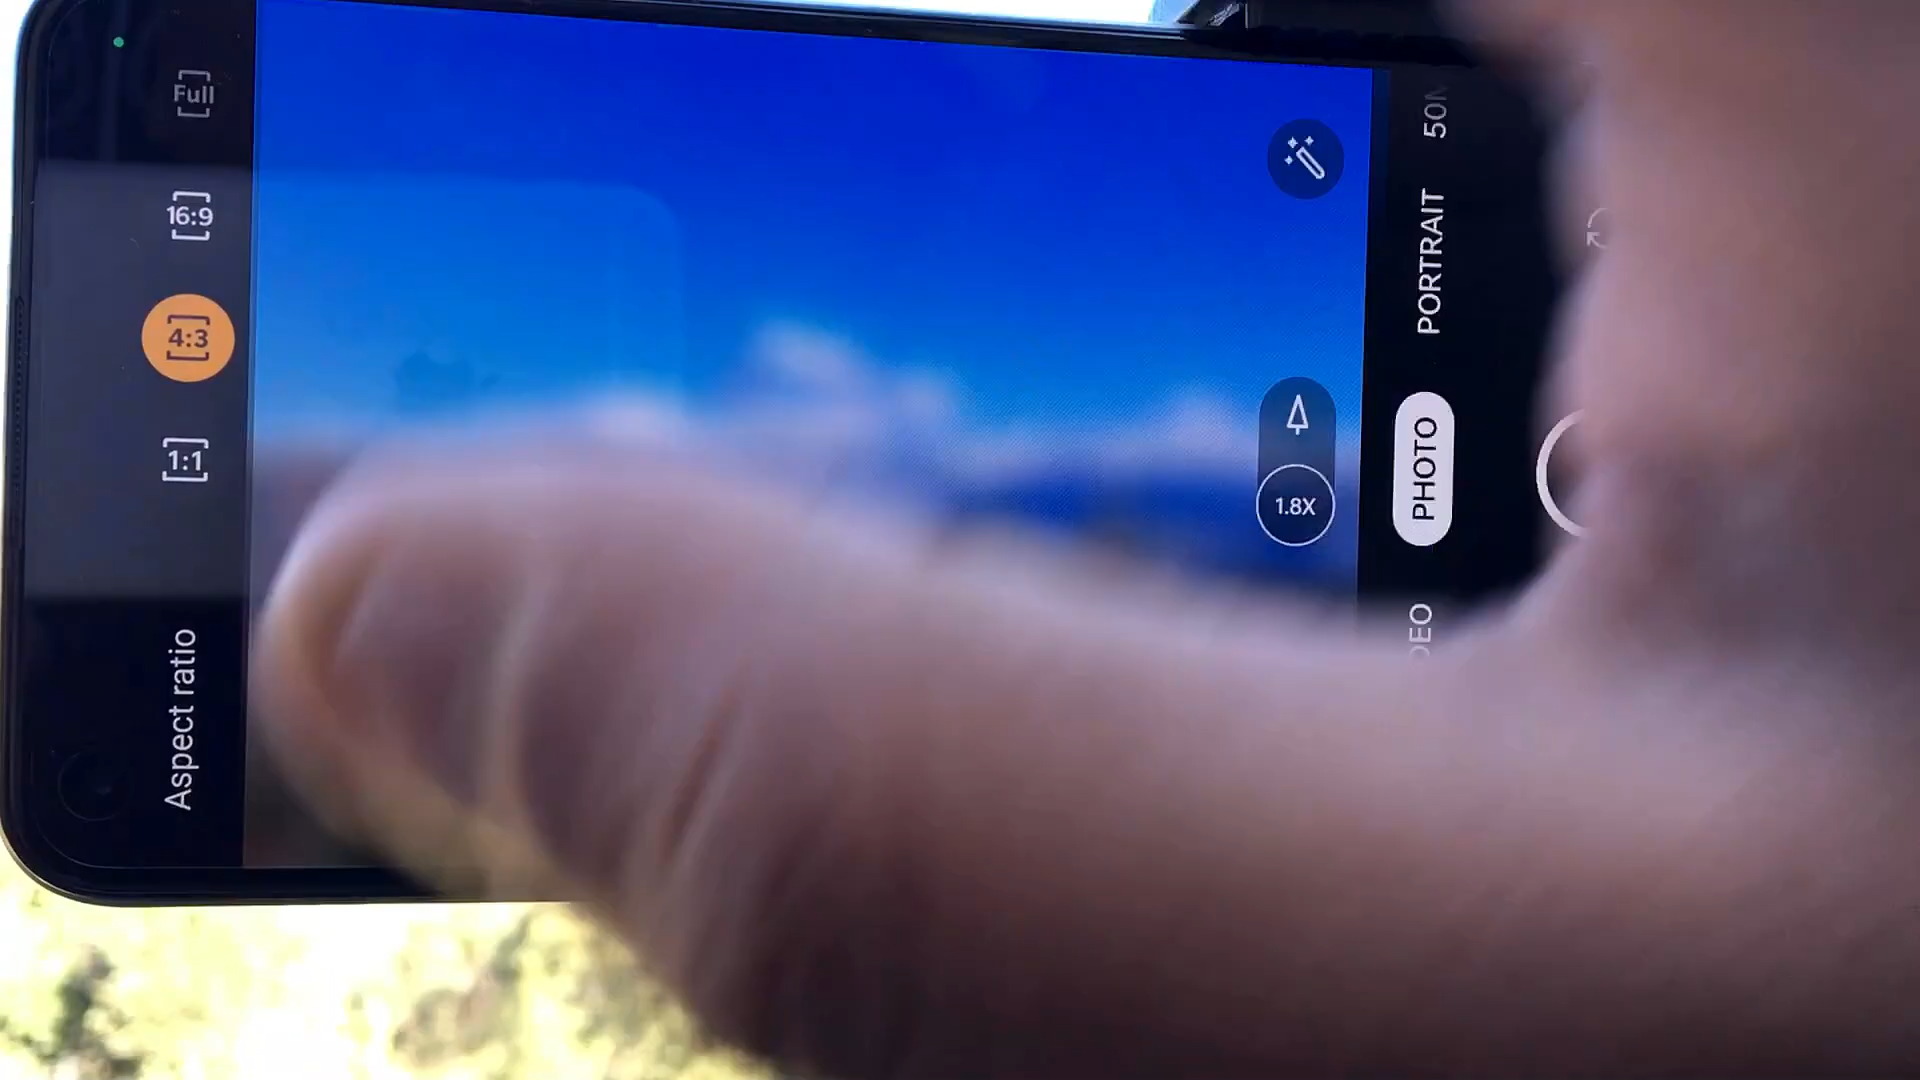 Full
16:9
4:3
1:1
Aspect ratio
1.8X
PORTRAIT
PHOTO